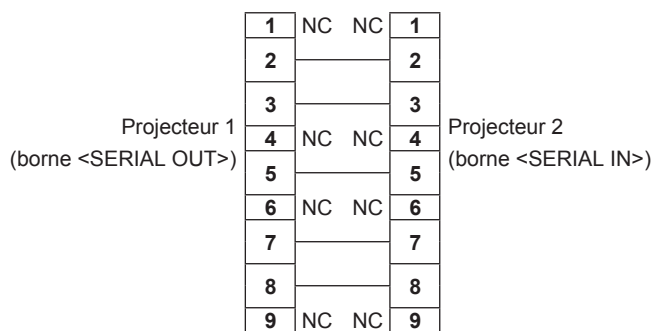 1 NC NC 1
2 2
3 3
Projecteur 1
(borne <SERIAL OUT>)
4 NC NC 4
Projecteur 2
(borne <SERIAL IN>)
5 5
6 NC NC 6
7 7
8 8
9 NC NC 9